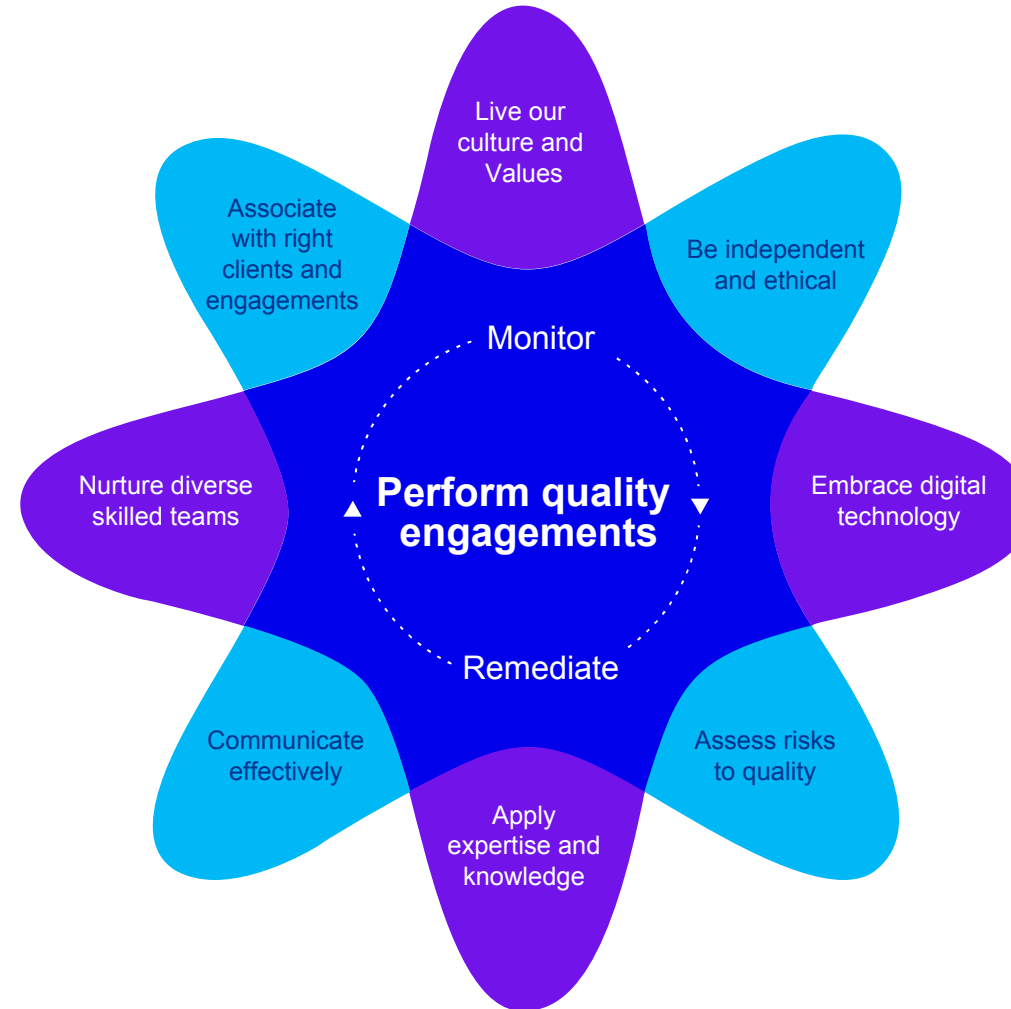 Live our
culture and
Values
Associate
with right
clients and
engagements
Be independent
and ethical
Monitor
Nurture diverse
skilled teams
Perform quality
engagements
Embrace digital
technology
Remediate
Communicate
effectively
Assess risks
to quality
Apply
expertise and
knowledge